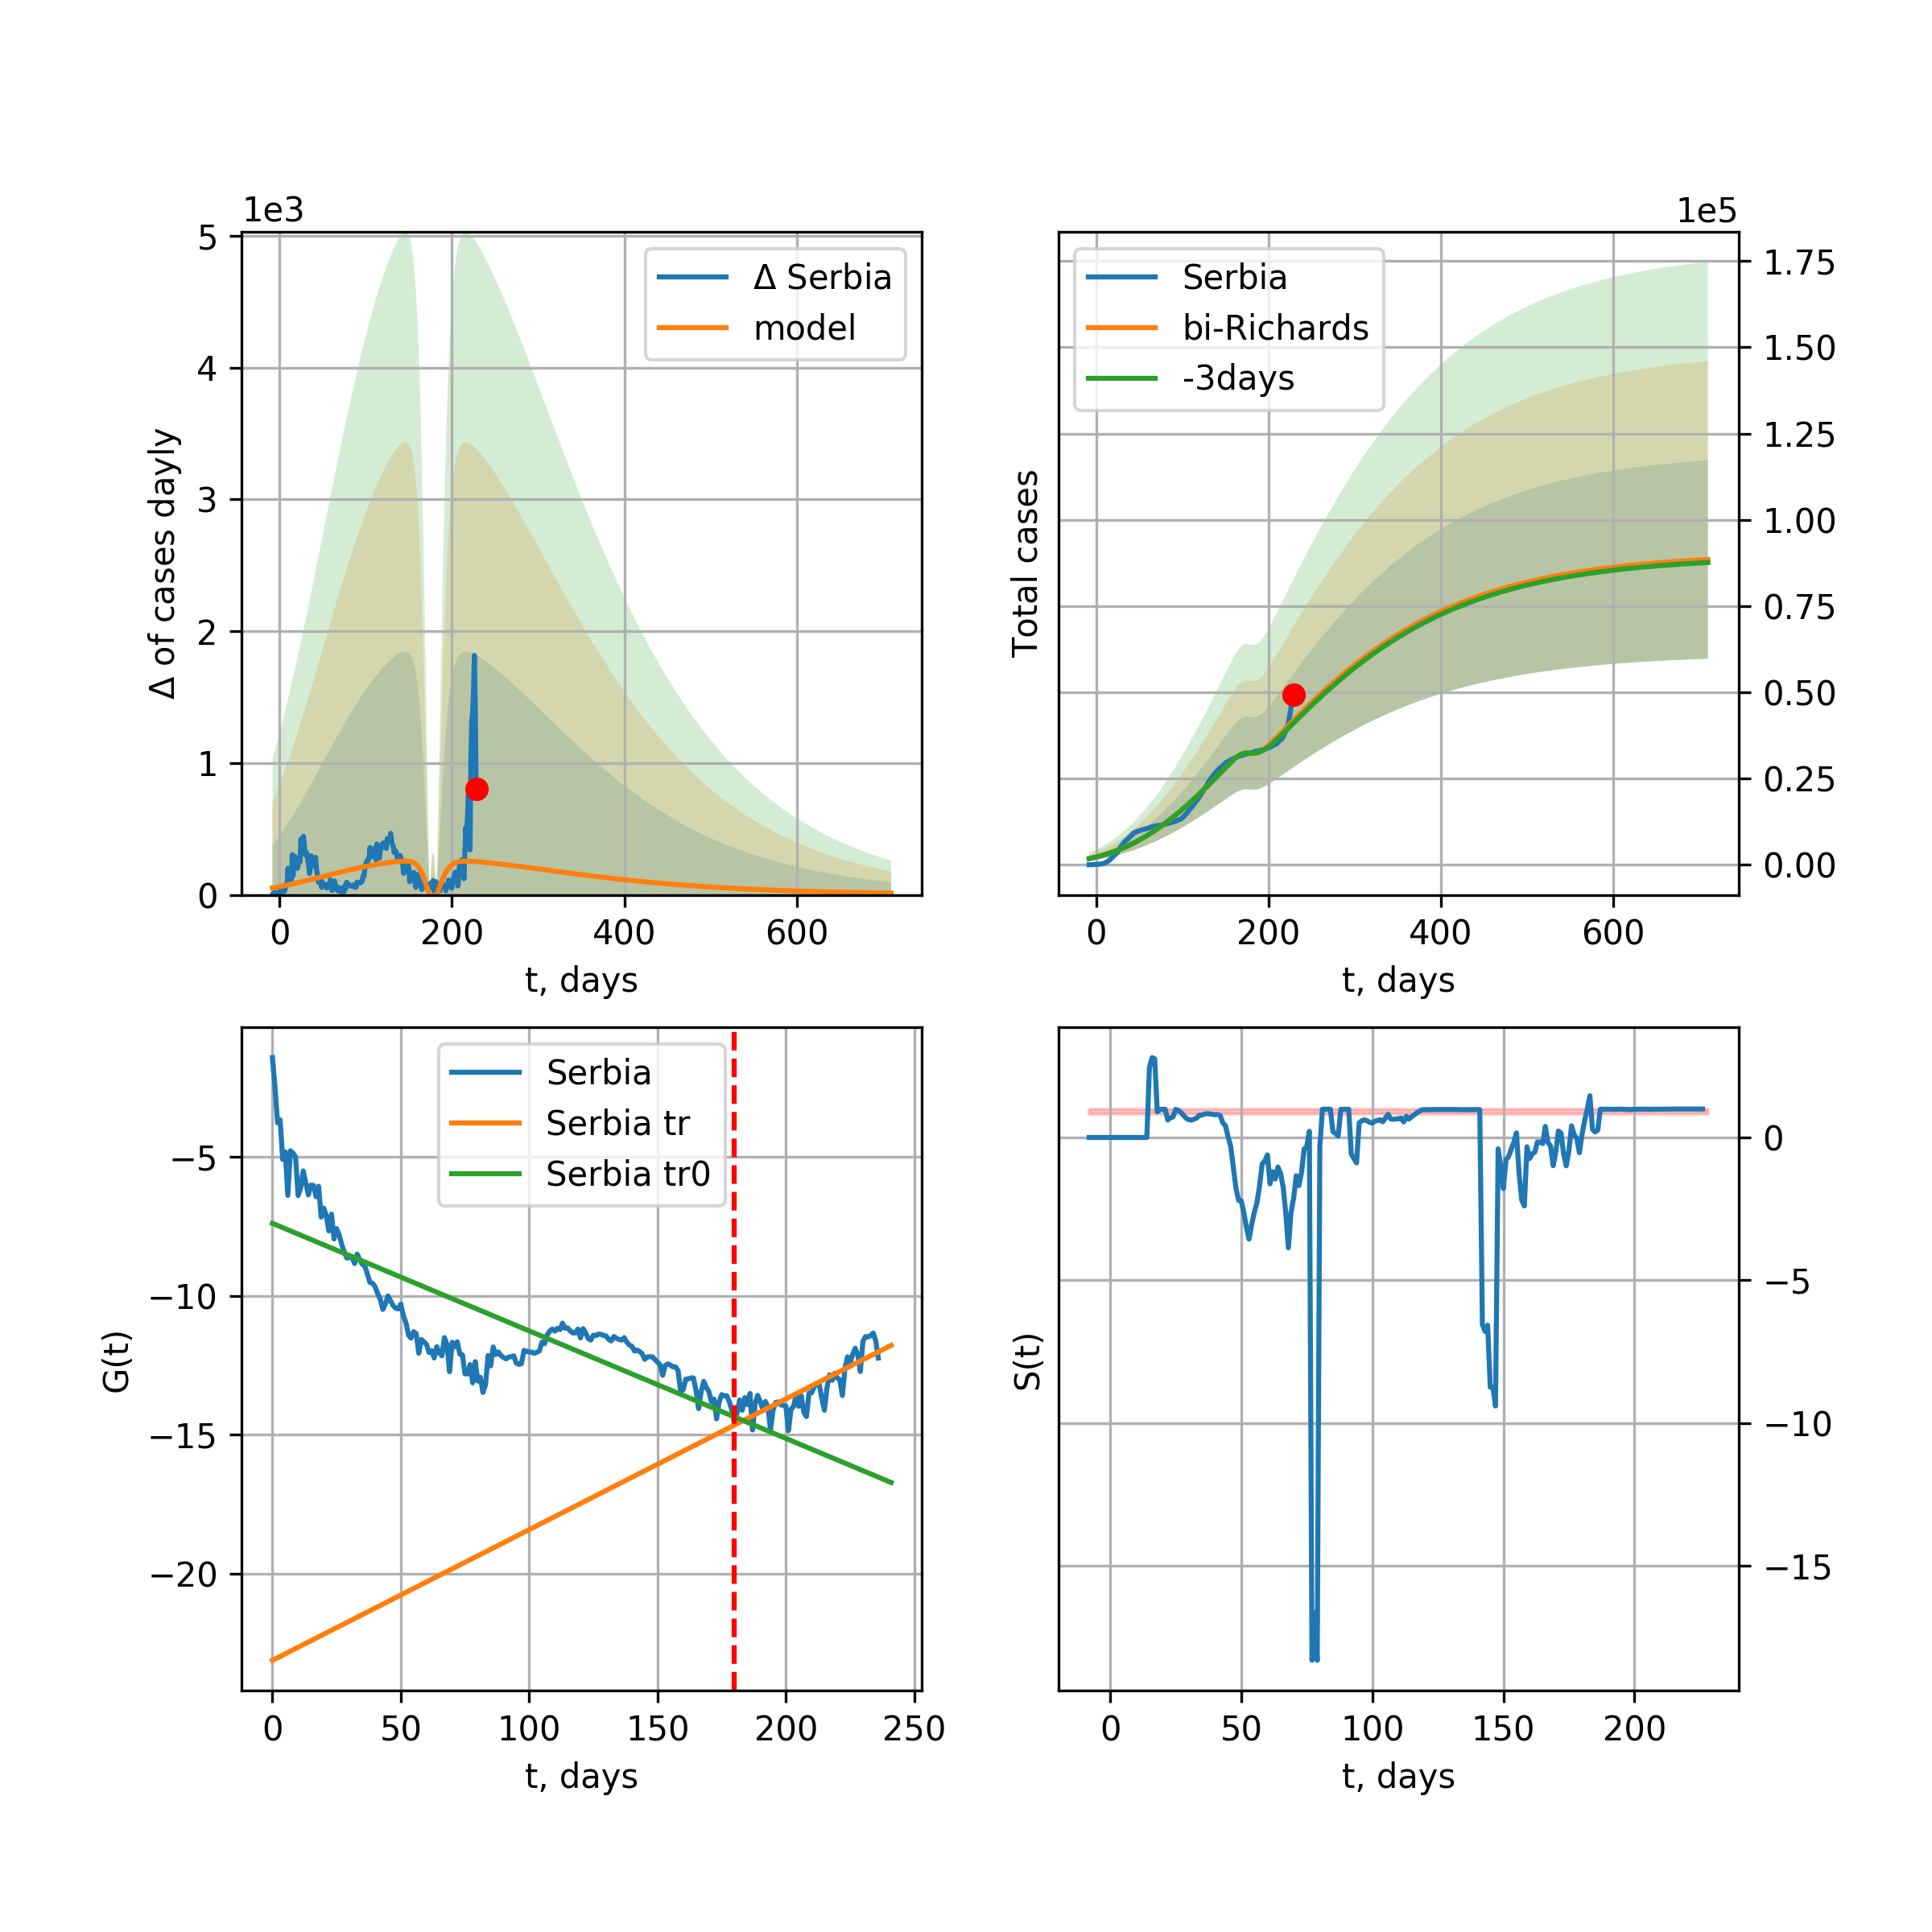 1e3
5
4
3
2
1
0
Δ of cases dayly
Δ Serbia
model
0 200 400 600
t, days
1e5
1.75
1.50
1.25
1.00
0.75
0.50
0.25
0.00
Total cases
Serbia
bi-Richards
-3days
0 200 400 600
t, days
−5
−10
−15
−20
G(t)
Serbia
Serbia tr
Serbia tr0
0 50 100 150 200 250
t, days
0
−5
−10
−15
S(t)
0 50 100 150 200
t, days